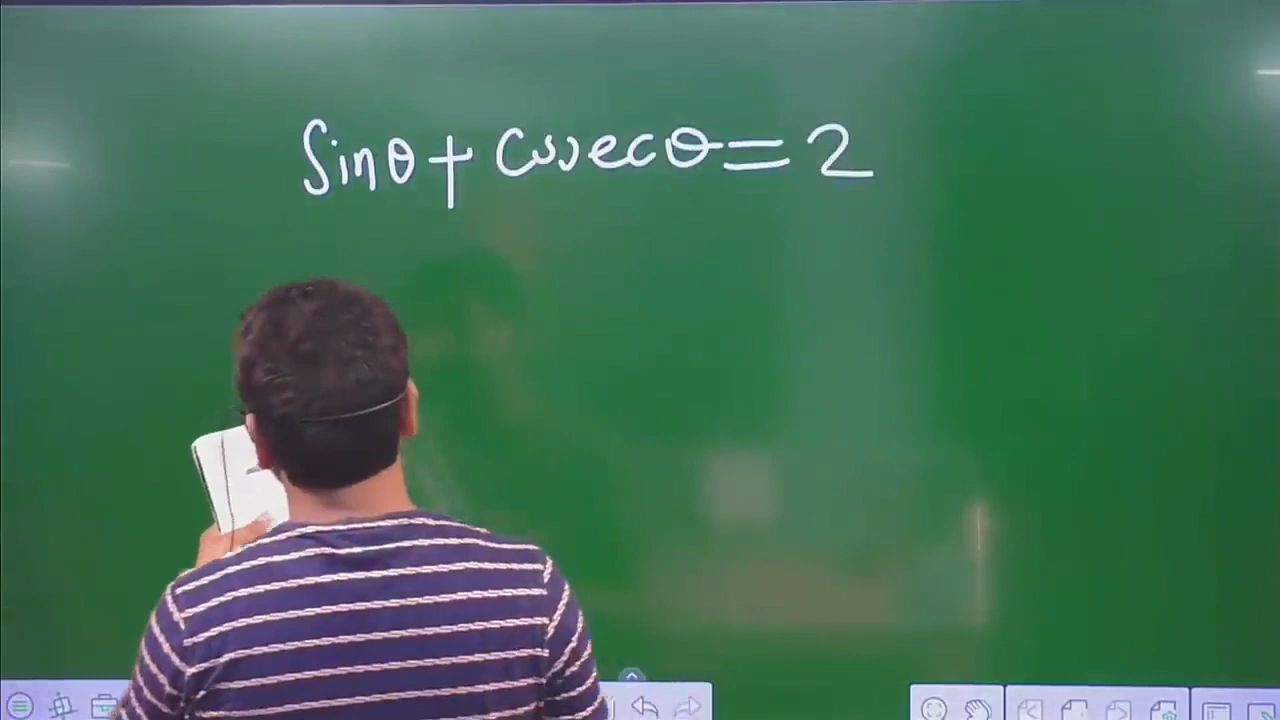 Sinθ + cosecθ = 2